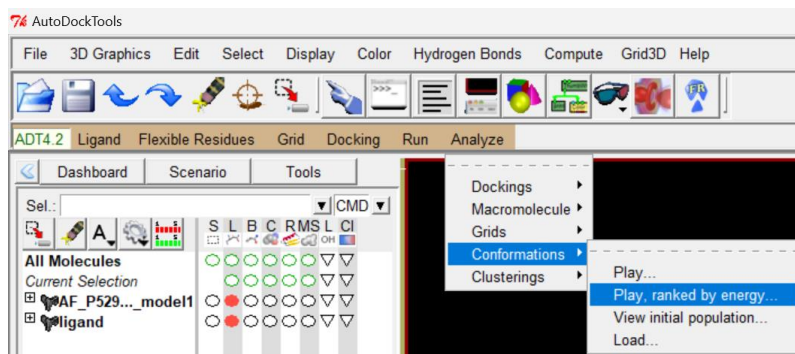 AutoDockTools
File 3D Graphics Edit Select Display Color Hydrogen Bonds Compute Grid3D Help
ADT4.2 Ligand Flexible Residues Grid Docking Run Analyze
Dashboard Scenario Tools
Sel.: CMD
S L B C R MS L Cl
All Molecules
Current Selection
AF_P529..._model1
ligand
Dockings
Macromolecule
Grids
Conformations
Clusterings
Play...
Play, ranked by energy...
View initial population...
Load...